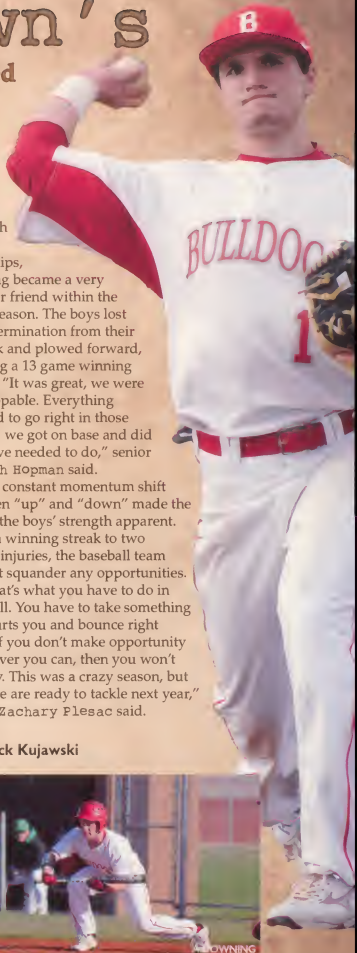 wn's
d
B
h
ips,
g became a very
r friend within the
eason. The boys lost
ermination from their
k and plowed forward,
g a 13 game winning
"It was great, we were
pable. Everything
d to go right in those
we got on base and did
we needed to do," senior
h Hopman said.
constant momentum shift
en "up" and "down" made the
the boys' strength apparent.
winning streak to two
injuries, the baseball team
t squander any opportunities.
at's what you have to do in
ll. You have to take something
urts you and bounce right
f you don't make opportunity
ver you can, then you won't
. This was a crazy season, but
e are ready to tackle next year,"
Zachary Plesac said.
ck Kujawski
BULLDOG
1
DOWNING